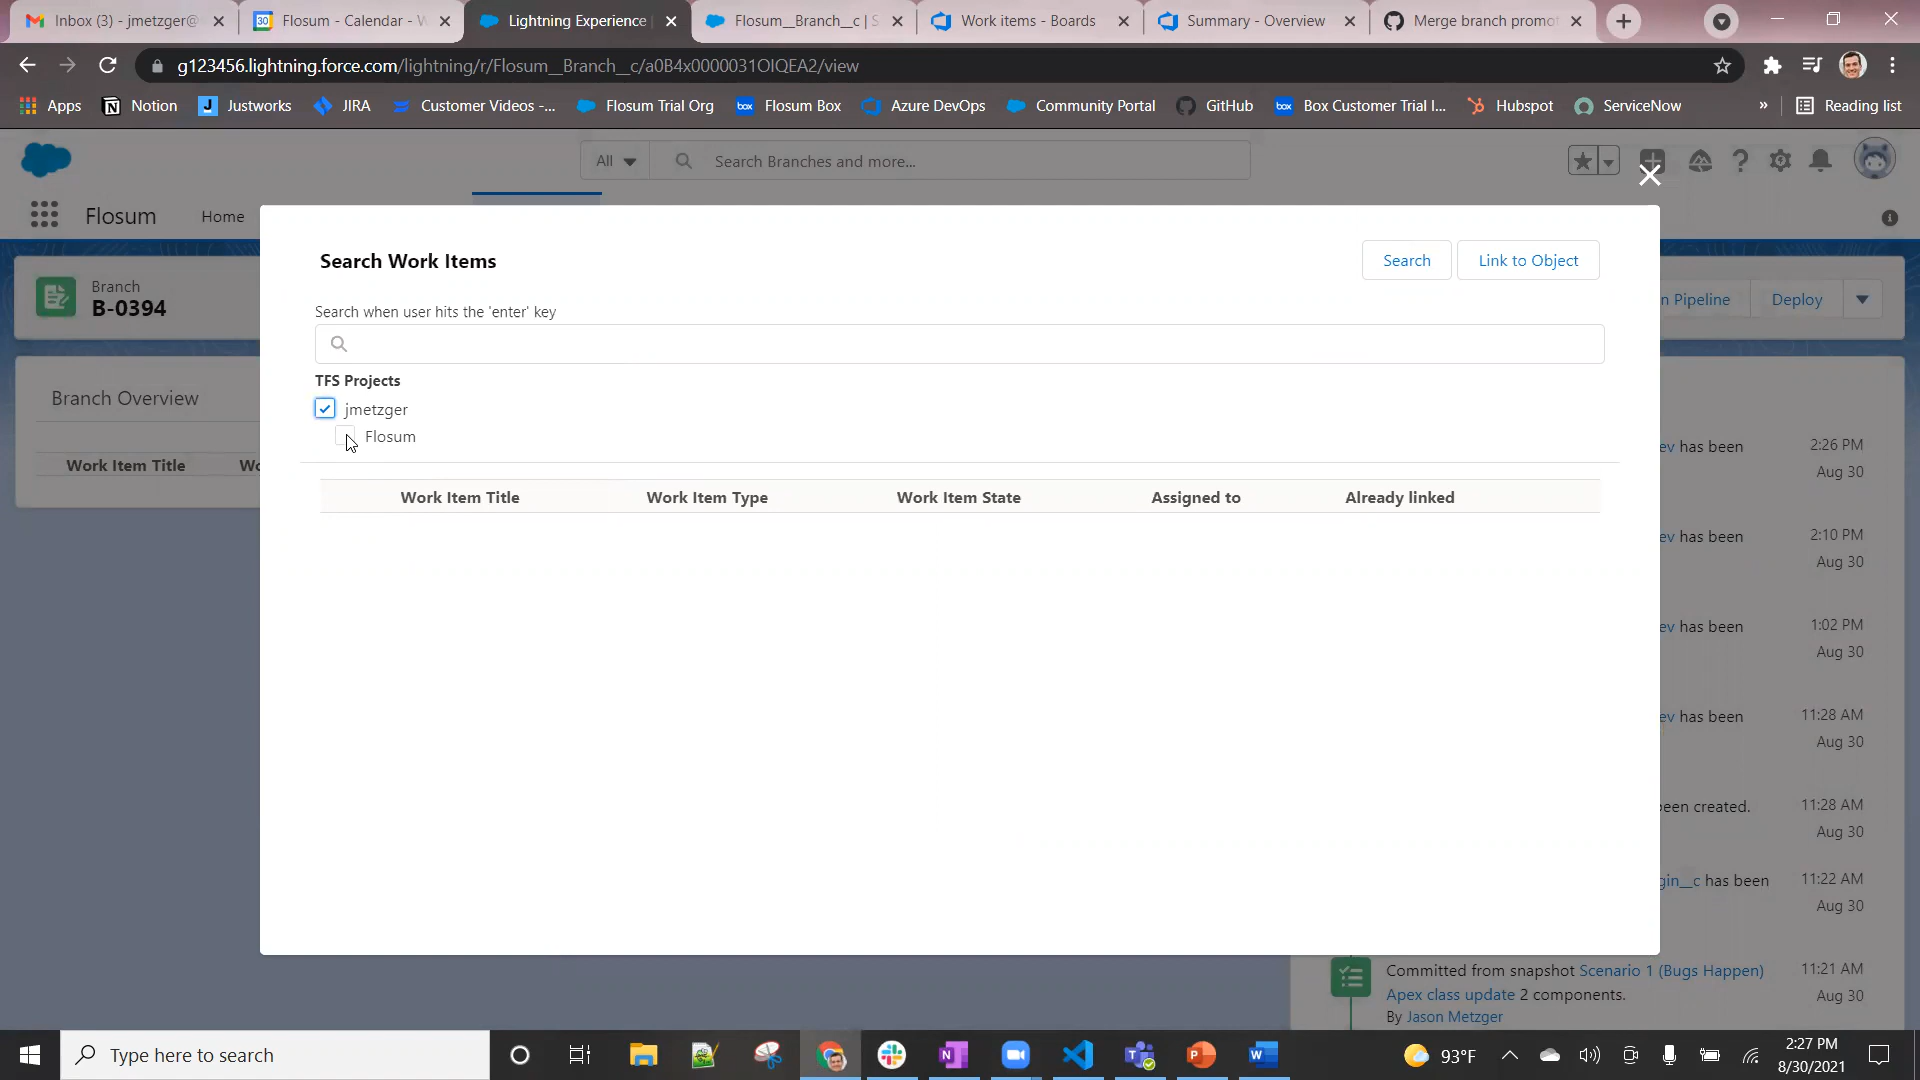 Inbox (3) - jmetzger@
Flosum - Calendar - W
Lightning Experience
Flosum__Branch__c | S
Work items - Boards
Summary - Overview
Merge branch promot
g123456.lightning.force.com/lightning/r/Flosum__Branch__c/a0B4x0000031OIQEA2/view
Apps
Notion
Justworks
JIRA
Customer Videos -...
Flosum Trial Org
Flosum Box
Azure DevOps
Community Portal
GitHub
Box Customer Trial I...
Hubspot
ServiceNow
»
Reading list
All
Search Branches and more...
Flosum
Home
Branch
B-0394
n Pipeline
Deploy
Branch Overview
Work Item Title
Wo
Search Work Items
Search
Link to Object
Search when user hits the 'enter' key
TFS Projects
jmetzger
Flosum
Work Item Title
Work Item Type
Work Item State
Assigned to
Already linked
ev has been
2:26 PM
Aug 30
ev has been
2:10 PM
Aug 30
ev has been
1:02 PM
Aug 30
ev has been
11:28 AM
Aug 30
been created.
11:28 AM
Aug 30
gin__c has been
11:22 AM
Aug 30
Committed from snapshot Scenario 1 (Bugs Happen)
11:21 AM
Apex class update 2 components.
Aug 30
By Jason Metzger
Type here to search
93°F
2:27 PM
8/30/2021